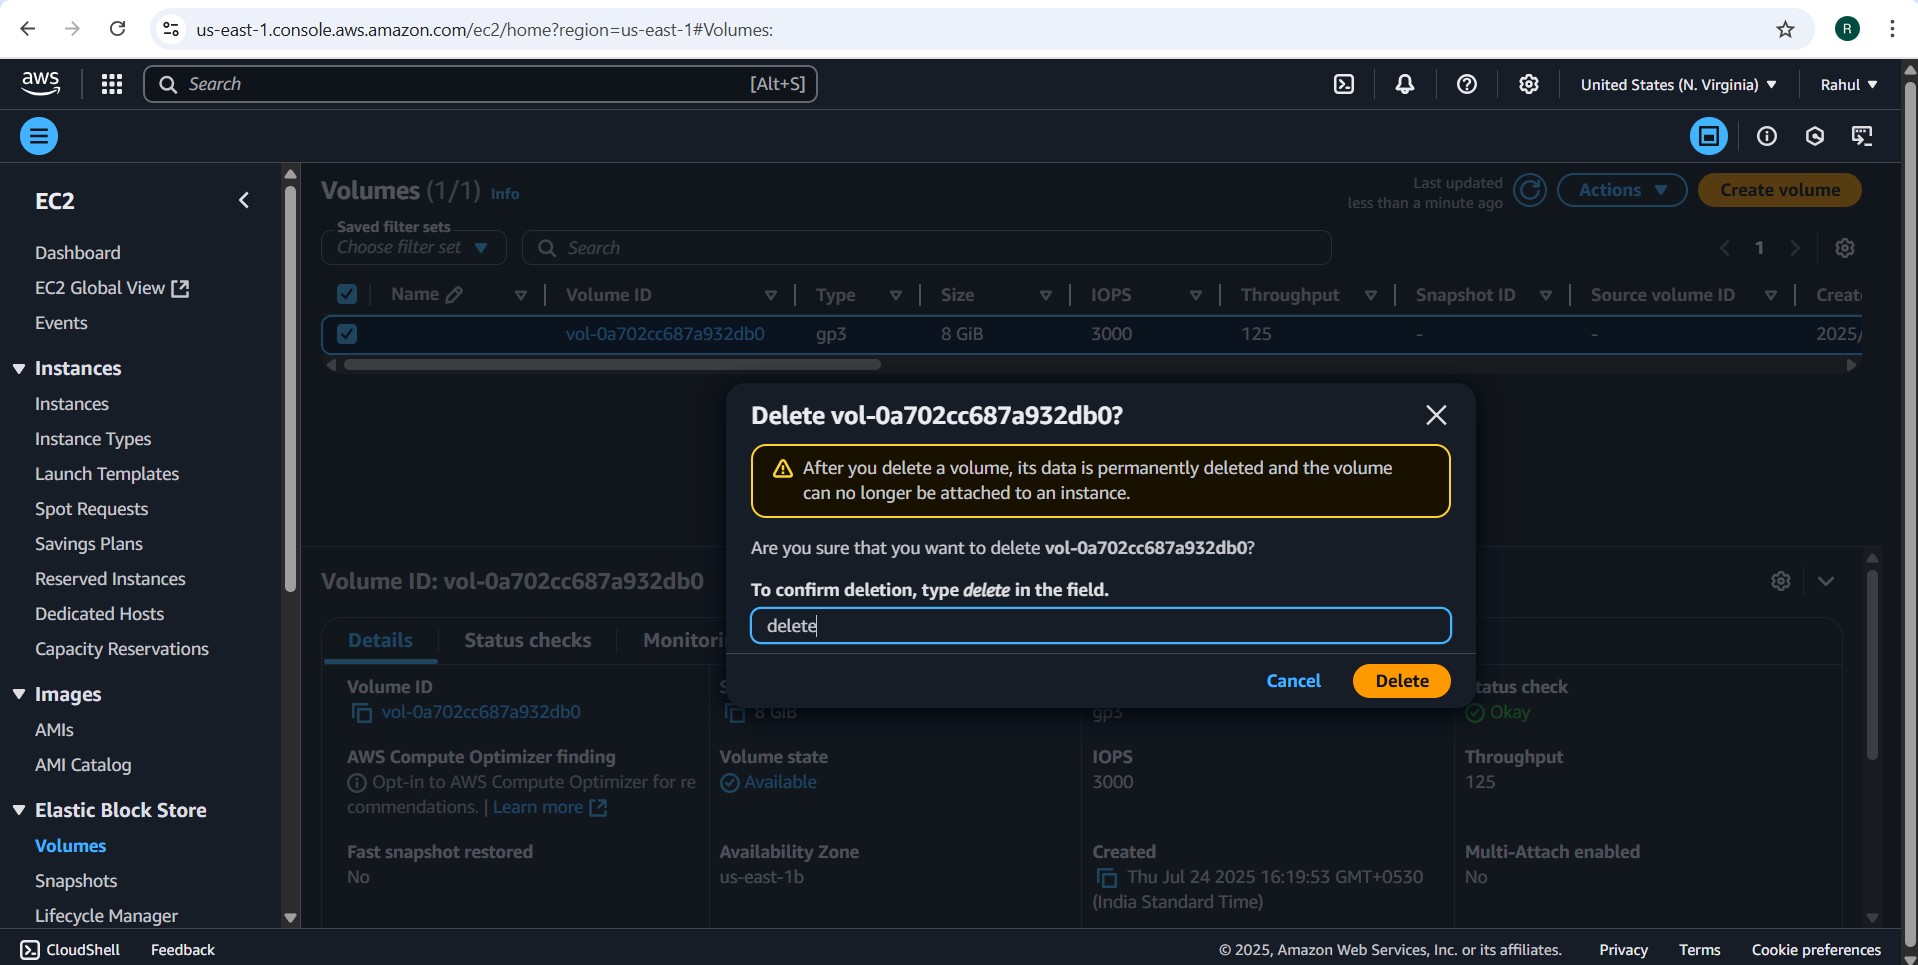 us-east-1.console.aws.amazon.com/ec2/home?region=us-east-1#Volumes:
R
aws
Search
[Alt+S]
United States (N. Virginia)
Rahul
EC2
Dashboard
EC2 Global View
Events
Instances
Instances
Instance Types
Launch Templates
Spot Requests
Savings Plans
Reserved Instances
Dedicated Hosts
Capacity Reservations
Images
AMIs
AMI Catalog
Elastic Block Store
Volumes
Snapshots
Lifecycle Manager
Volumes (1/1) Info
Last updated
less than a minute ago
Actions
Create volume
Saved filter sets
Choose filter set
Search
1
Name Volume ID Type Size IOPS Throughput Snapshot ID Source volume ID Creat
vol-0a702cc687a932db0 gp3 8 GiB 3000 125 - - 2025/
Delete vol-0a702cc687a932db0?
After you delete a volume, its data is permanently deleted and the volume
can no longer be attached to an instance.
Are you sure that you want to delete vol-0a702cc687a932db0?
To confirm deletion, type delete in the field.
delete
Cancel
Delete
Volume ID: vol-0a702cc687a932db0
Details
Status checks
Monitori
Volume ID
vol-0a702cc687a932db0
8 GiB
gp3
tatus check
Okay
AWS Compute Optimizer finding
Opt-in to AWS Compute Optimizer for re
commendations. | Learn more
Volume state
Available
IOPS
3000
Throughput
125
Fast snapshot restored
No
Availability Zone
us-east-1b
Created
Thu Jul 24 2025 16:19:53 GMT+0530
(India Standard Time)
Multi-Attach enabled
No
CloudShell
Feedback
© 2025, Amazon Web Services, Inc. or its affiliates.
Privacy
Terms
Cookie preferences